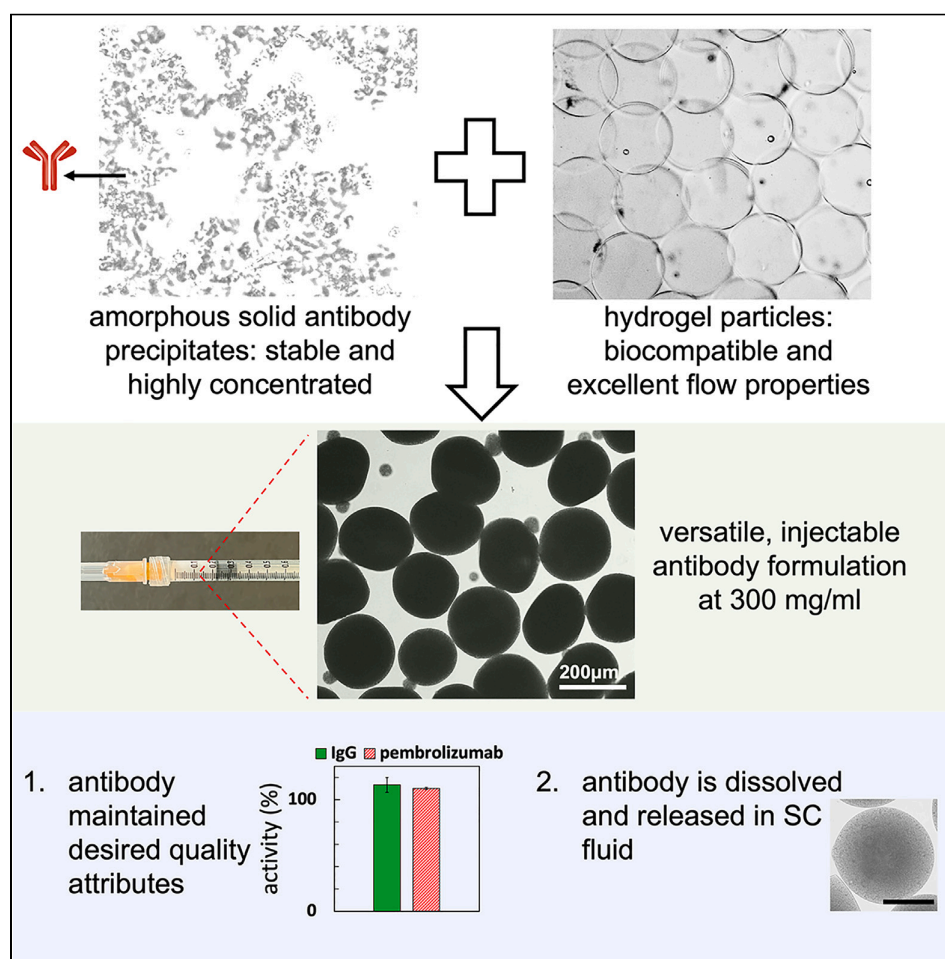 amorphous solid antibody
precipitates: stable and
highly concentrated
hydrogel particles:
biocompatible and
excellent flow properties
versatile, injectable
antibody formulation
at 300 mg/ml
200µm
1. antibody
maintained
desired quality
attributes
IgG pembrolizumab
activity (%)
100
0
2. antibody is dissolved
and released in SC
fluid